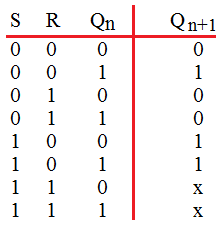 S R Qn Qn+1
0 0 0 0
0 0 1 1
0 1 0 0
0 1 1 0
1 0 0 1
1 0 1 1
1 1 0 x
1 1 1 x